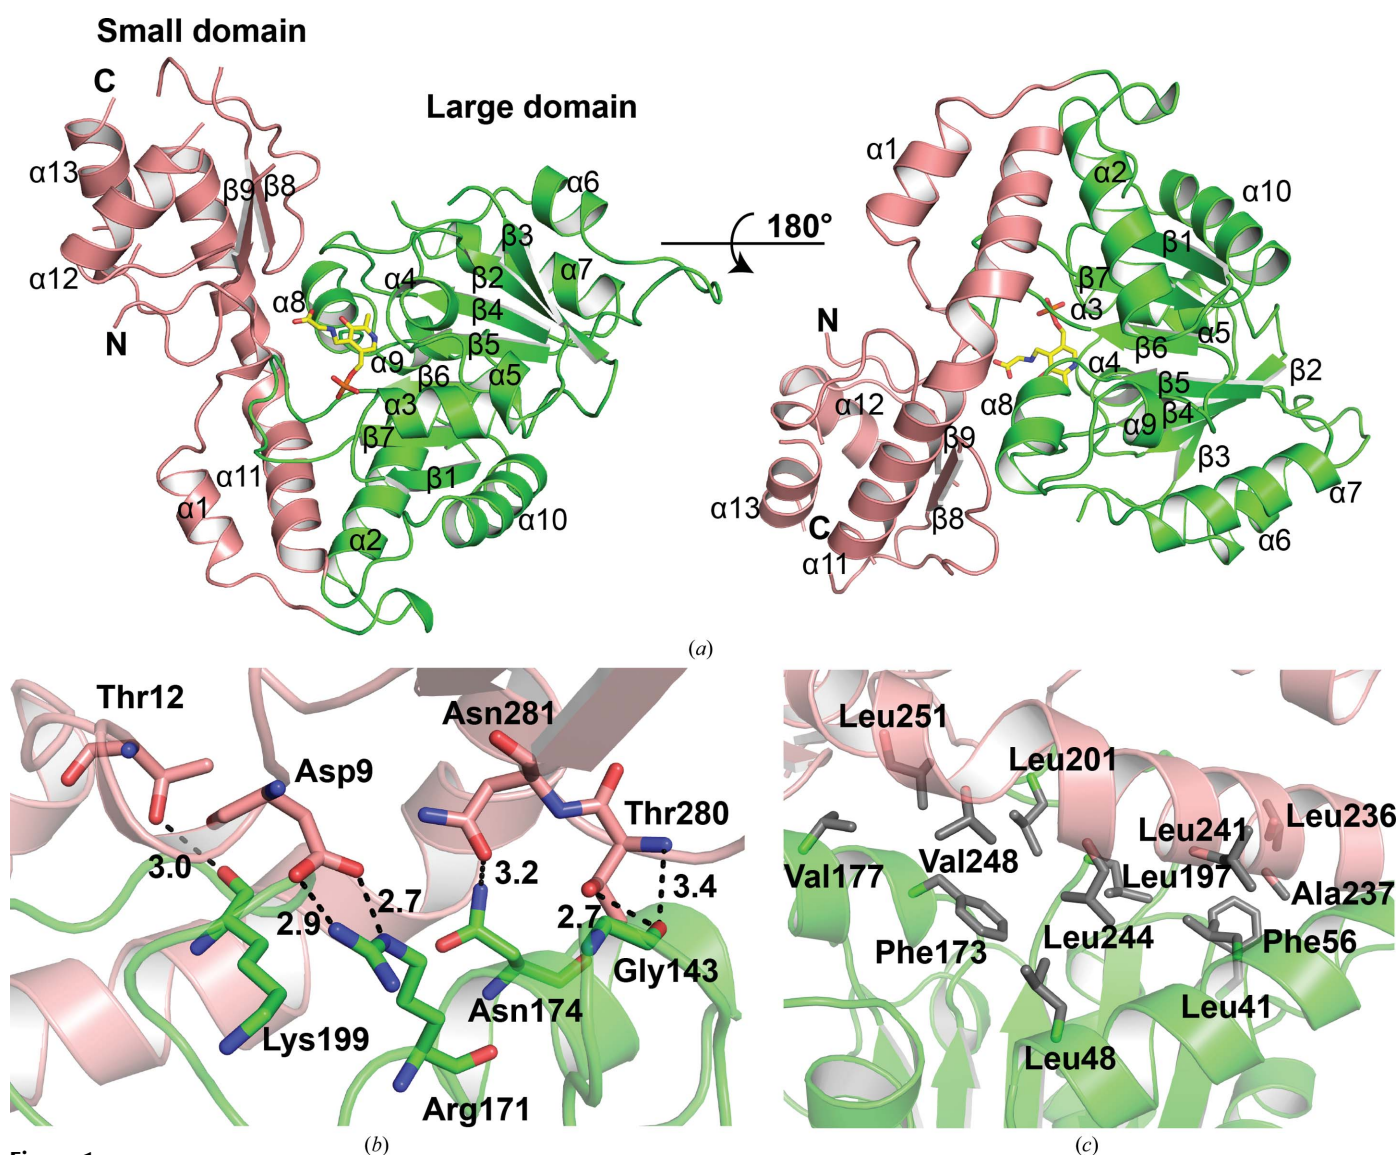 Small domain
Large domain
C
α13
β9
β8
α12
N
α8
α4
β3
β2
β4
β5
α6
α7
α9
β6
α5
α3
β7
α11
α1
β1
α2
α10
180°
α1
α2
α10
β1
β7
α3
α5
β6
N
α4
β5
β2
α8
α12
α9
β4
β9
β3
α13
C
β8
α7
α11
α6
(a)
Thr12
Asn281
Asp9
Thr280
3.0
3.2
3.4
2.9
2.7
2.7
Gly143
Asn174
Lys199
Arg171
(b)
Leu251
Leu201
Leu241
Leu236
Val177
Val248
Leu197
Ala237
Phe173
Leu244
Phe56
Leu41
Leu48
(c)